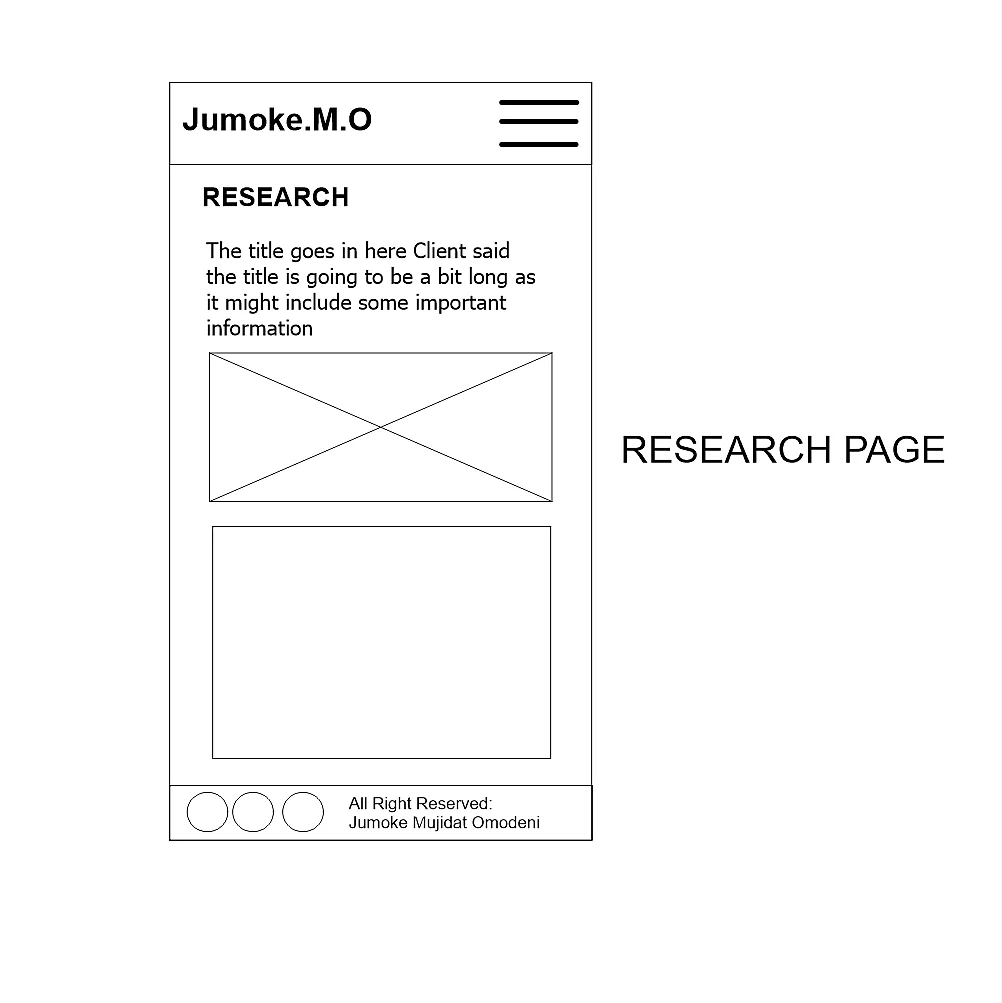 Jumoke.M.O
RESEARCH
The title goes in here Client said
the title is going to be a bit long as
it might include some important
information
RESEARCH PAGE
All Right Reserved:
Jumoke Mujidat Omodeni